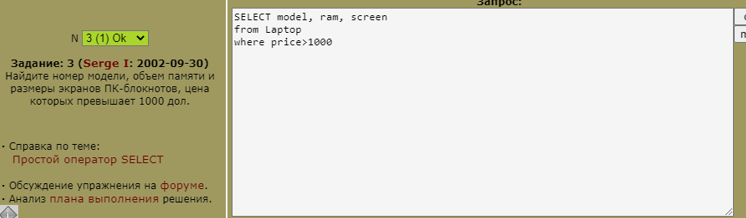 Запрос:
N 3 (1) Ok
Задание: 3 (Serge I: 2002-09-30)
Найдите номер модели, объем памяти и
размеры экранов ПК-блокнотов, цена
которых превышает 1000 дол.
· Справка по теме:
Простой оператор SELECT
· Обсуждение упражнения на форуме.
· Анализ плана выполнения решения.
SELECT model, ram, screen
from Laptop
where price>1000